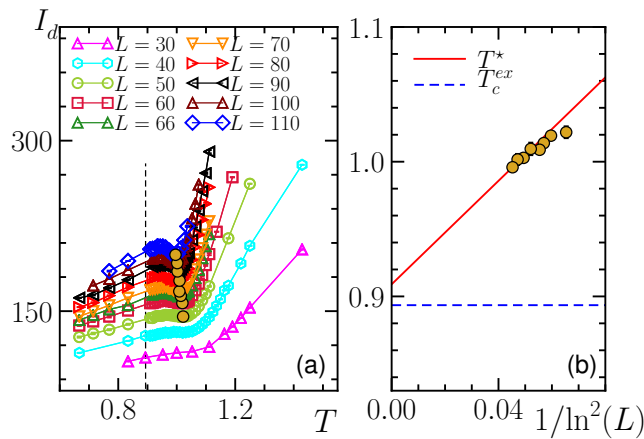 I_d
L = 30 L = 70
L = 40 L = 80
L = 50 L = 90
L = 60 L = 100
L = 66 L = 110
300
150
(a)
0.8 1.2 T
1.1
1.0
0.9
T^⋆
T_c^{ex}
(b)
0.00 0.04 1/ln²(L)